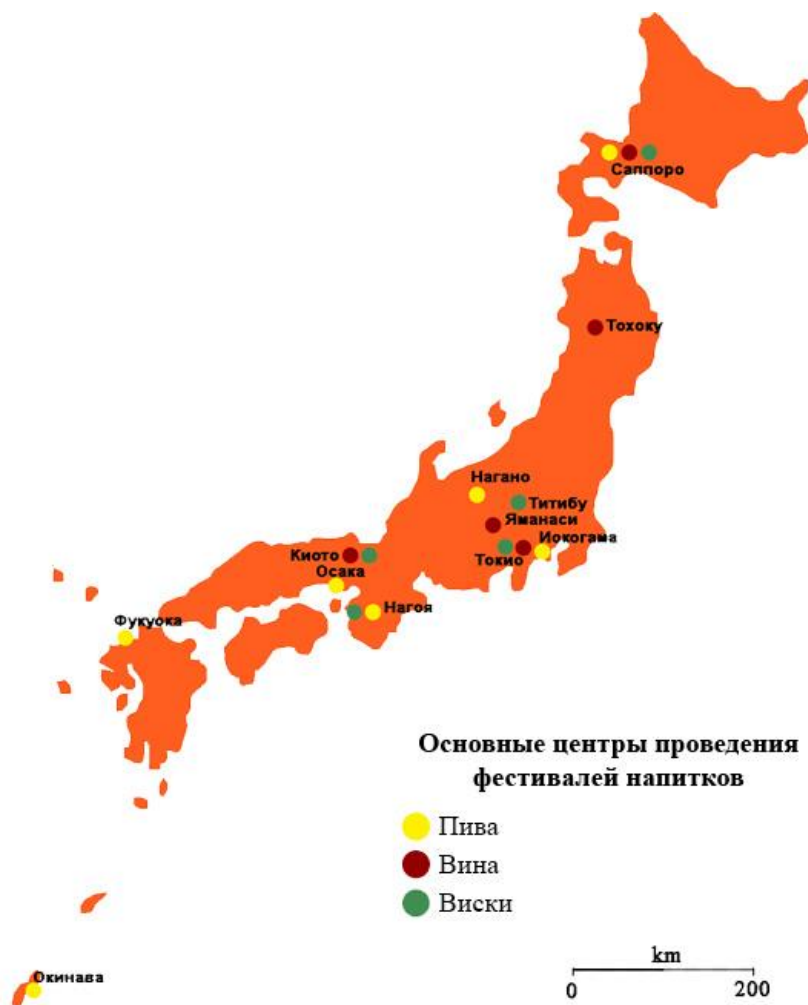 Саппоро
Тохоку
Нагано
Титибу
Яманаси
Иокогама
Токио
Киото
Осака
Нагоя
Фукуока
Основные центры проведения
фестивалей напитков
Пива
Вина
Виски
km
0 200
Окинава